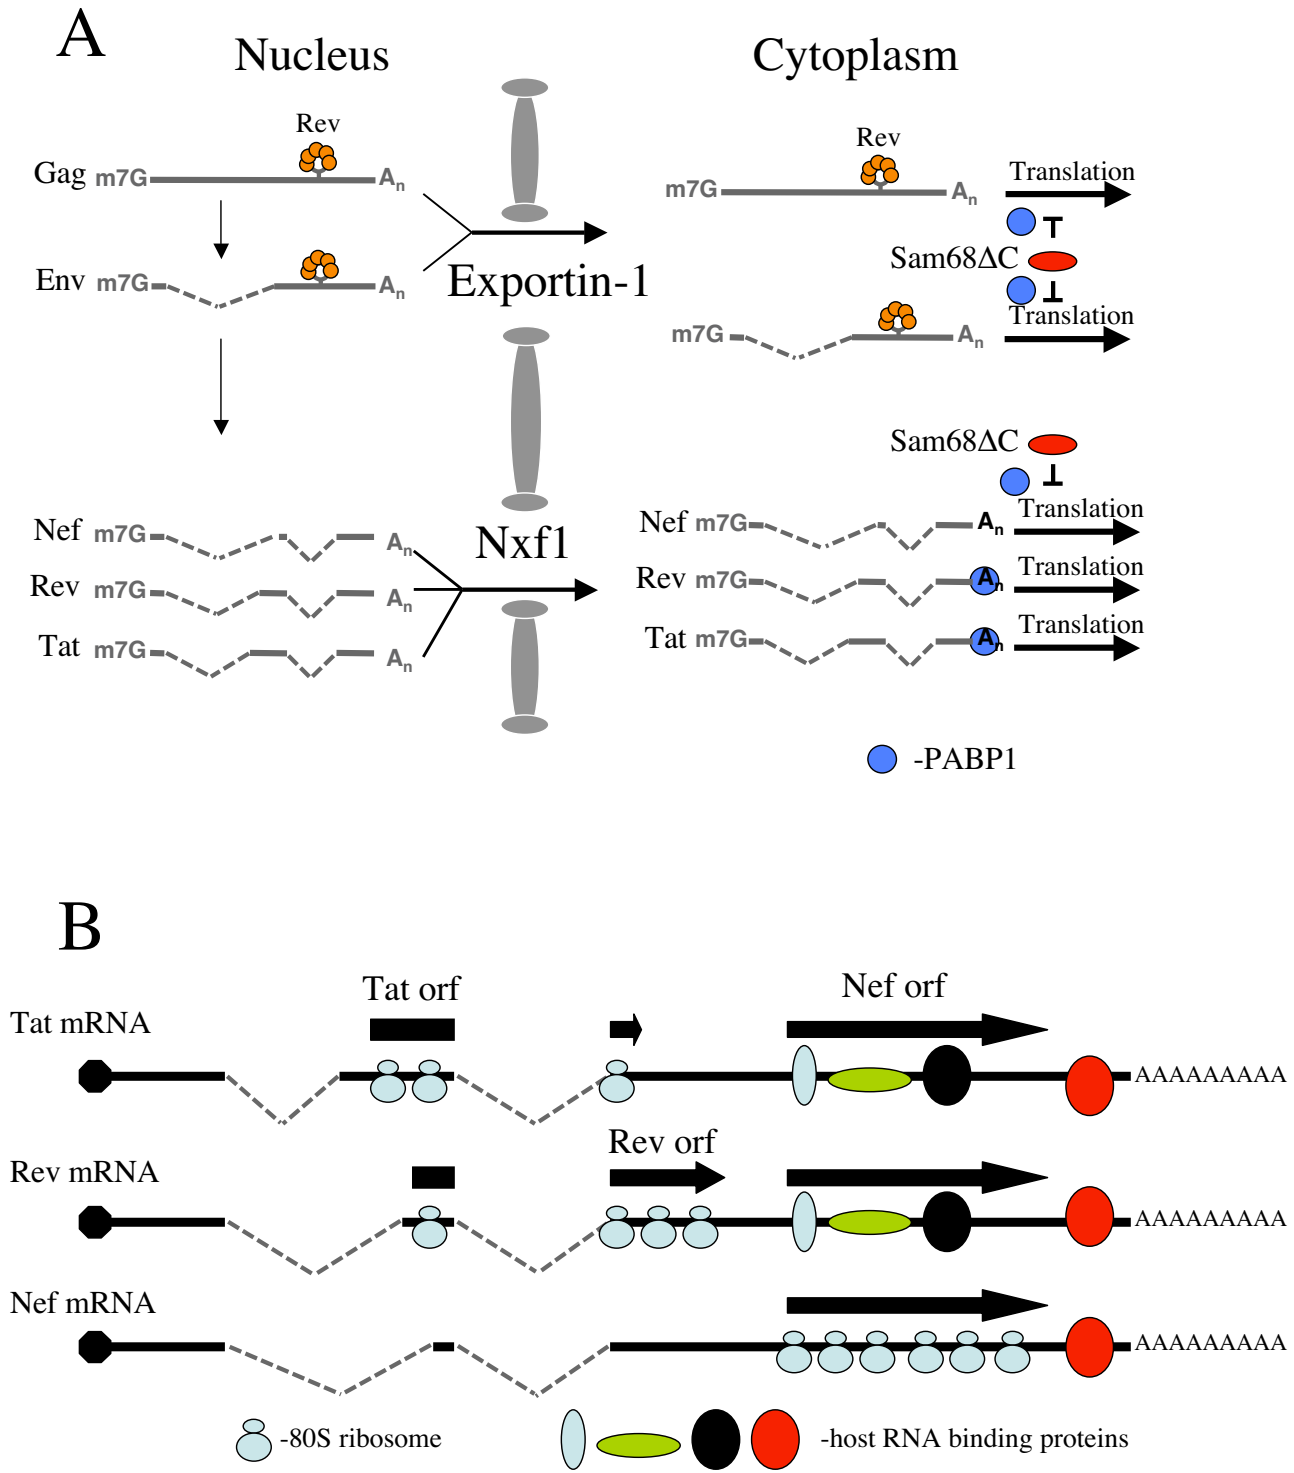 A
Nucleus
Cytoplasm
Rev
Gag m7G An
Rev
m7G An
Translation
Env m7G An
Exportin-1
Sam68ΔC
m7G An
Translation
Sam68ΔC
Nef m7G An
Nxf1
Nef m7G An
Translation
Rev m7G An
Rev m7G An
Translation
Tat m7G An
Tat m7G An
Translation
-PABP1
B
Tat orf
Nef orf
Tat mRNA
AAAAAAAAA
Rev orf
Rev mRNA
AAAAAAAAA
Nef mRNA
AAAAAAAAA
-80S ribosome
-host RNA binding proteins